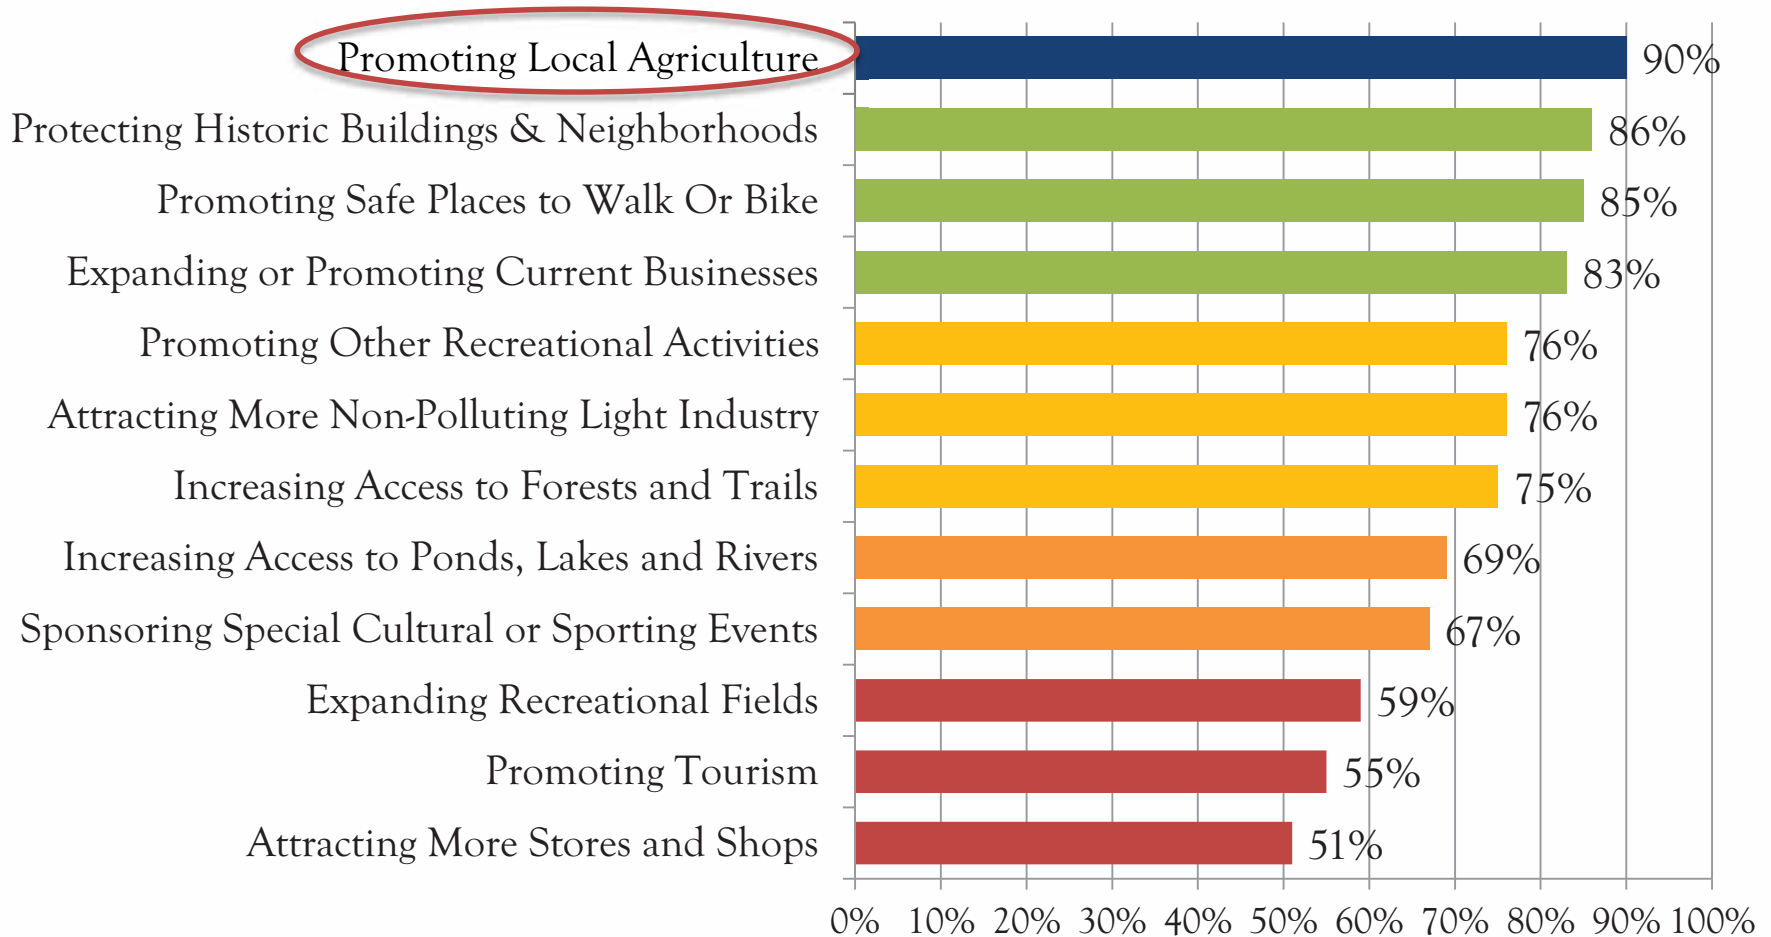 Promoting Local Agriculture 90%
Protecting Historic Buildings & Neighborhoods 86%
Promoting Safe Places to Walk Or Bike 85%
Expanding or Promoting Current Businesses 83%
Promoting Other Recreational Activities 76%
Attracting More Non-Polluting Light Industry 76%
Increasing Access to Forests and Trails 75%
Increasing Access to Ponds, Lakes and Rivers 69%
Sponsoring Special Cultural or Sporting Events 67%
Expanding Recreational Fields 59%
Promoting Tourism 55%
Attracting More Stores and Shops 51%
0% 10% 20% 30% 40% 50% 60% 70% 80% 90% 100%